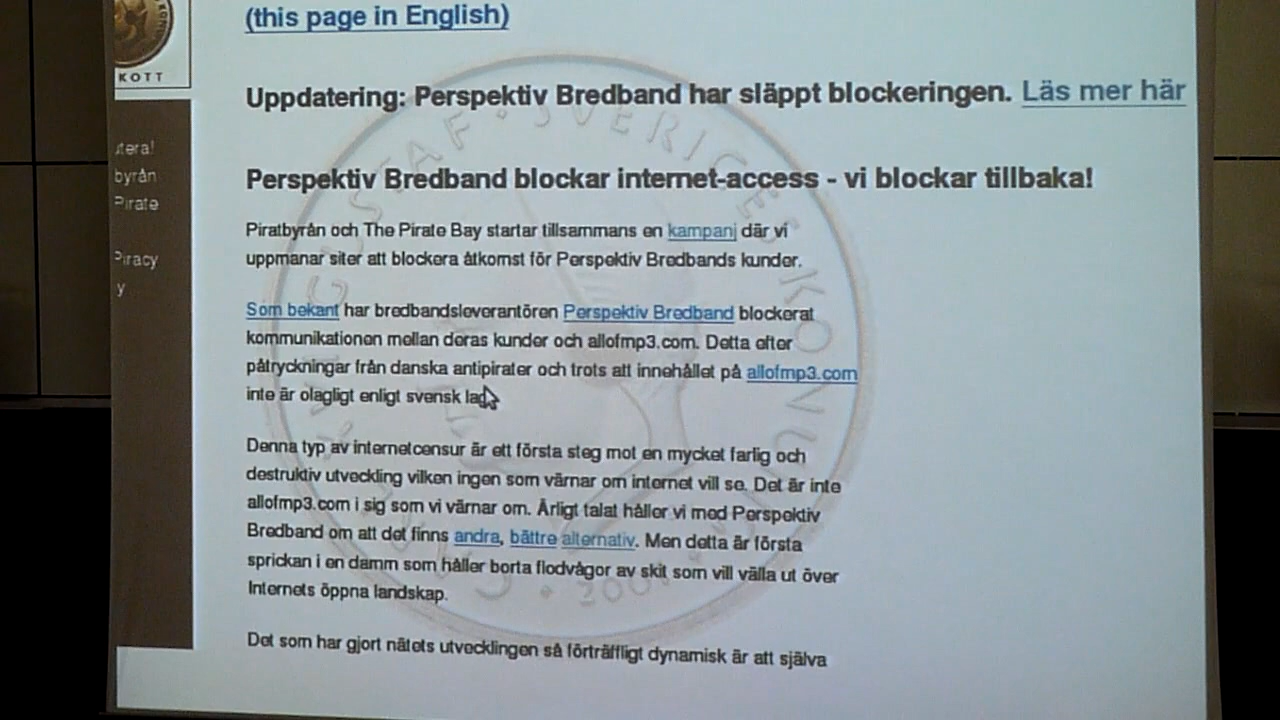 (this page in English)
KOTT
Uppdatering: Perspektiv Bredband har släppt blockeringen. Läs mer här
tera!
byrån
Pirate
Piracy
y
Perspektiv Bredband blockar internet-access - vi blockar tillbaka!
Piratbyrån och The Pirate Bay startar tillsammans en kampanj där vi
uppmanar siter att blockera åtkomst för Perspektiv Bredbands kunder.
Som bekant har bredbandsleverantören Perspektiv Bredband blockerat
kommunikationen mellan deras kunder och allofmp3.com. Detta efter
påtryckningar från danska antipirater och trots att innehållet på allofmp3.com
inte är olagligt enligt svensk lag.
Denna typ av internetcensur är ett första steg mot en mycket farlig och
destruktiv utveckling vilken ingen som värnar om internet vill se. Det är inte
allofmp3.com i sig som vi värnar om. Ärligt talat håller vi med Perspektiv
Bredband om att det finns andra, bättre alternativ. Men detta är första
sprickan i en damm som håller borta flodvågor av skit som vill välla ut över
Internets öppna landskap.
Det som har gjort nätets utvecklingen så förträffligt dynamisk är att själva